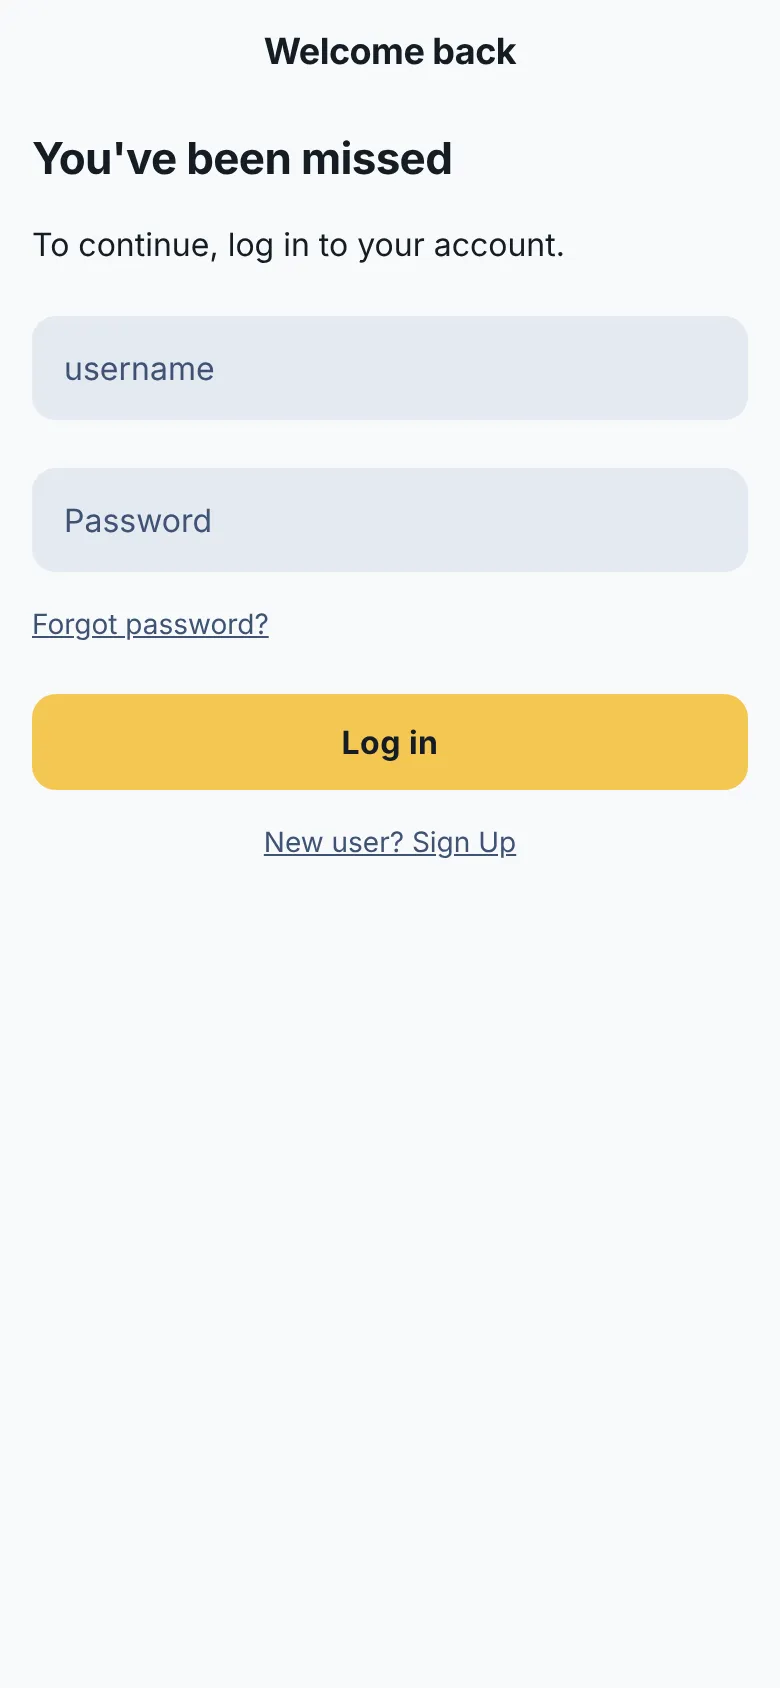 Welcome back
You've been missed
To continue, log in to your account.
username
Password
Forgot password?
Log in
New user? Sign Up